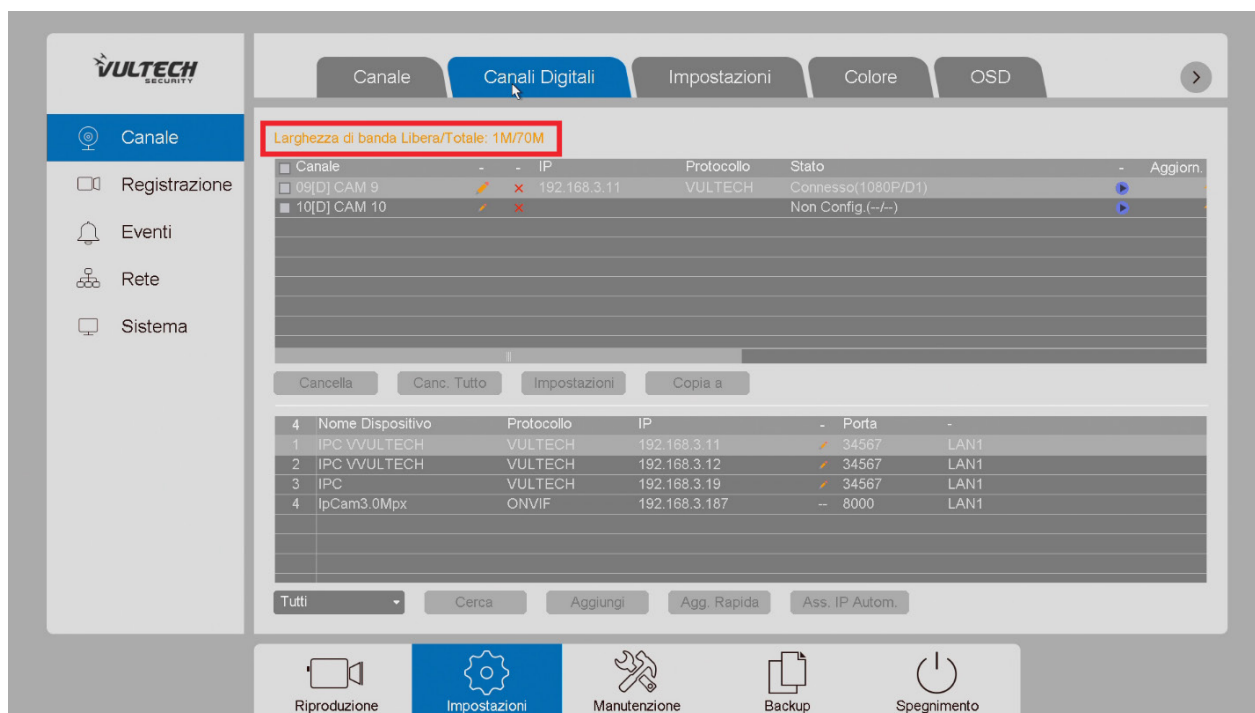 VULTECH
SECURITY
Canale
Canali Digitali
Impostazioni
Colore
OSD
Canale
Registrazione
Eventi
Rete
Sistema
Larghezza di banda Libera/Totale: 1M/70M
Canale - - IP Protocollo Stato - Aggiorn.
09[D] CAM 9 192.168.3.11 VULTECH Connesso(1080P/D1)
10[D] CAM 10 Non Config.(--/--)
Cancella Canc. Tutto Impostazioni Copia a
4 Nome Dispositivo Protocollo IP - Porta -
1 IPC VVULTECH VULTECH 192.168.3.11 34567 LAN1
2 IPC VVULTECH VULTECH 192.168.3.12 34567 LAN1
3 IPC VULTECH 192.168.3.19 34567 LAN1
4 IpCam3.0Mpx ONVIF 192.168.3.187 -- 8000 LAN1
Tutti Cerca Aggiungi Agg. Rapida Ass. IP Autom.
Riproduzione Impostazioni Manutenzione Backup Spegnimento